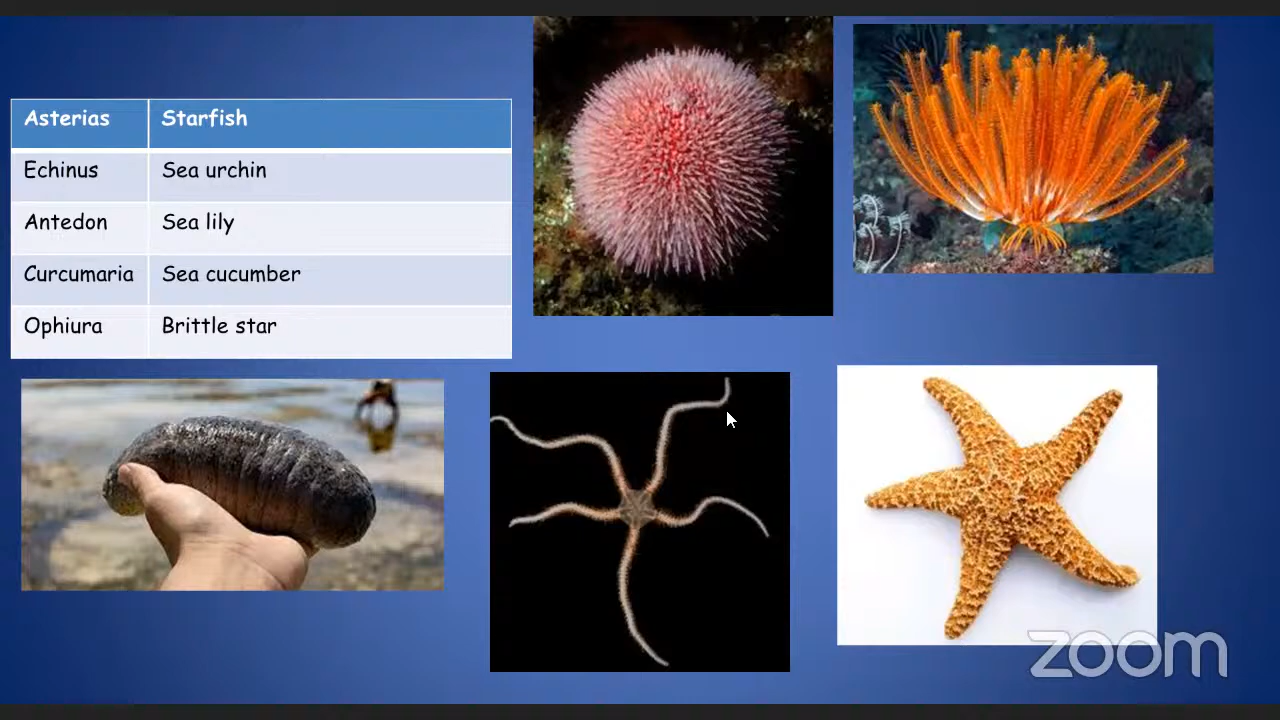 Asterias Starfish
Echinus Sea urchin
Antedon Sea lily
Curcumaria Sea cucumber
Ophiura Brittle star
zoom